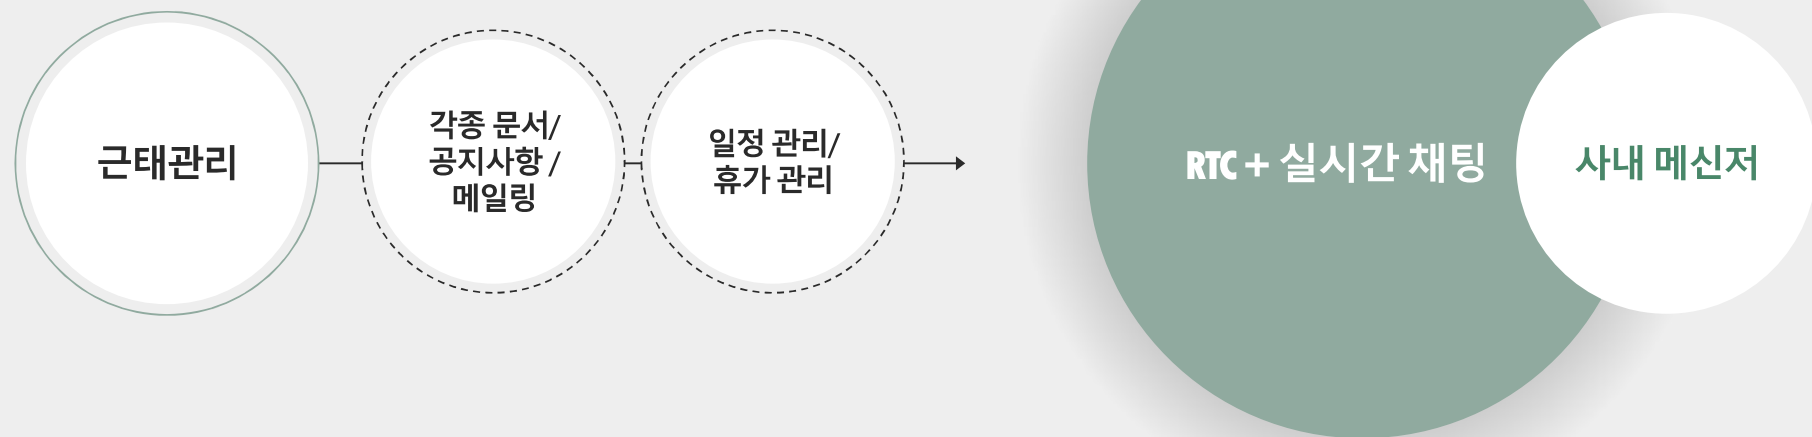 근태관리
각종 문서/
공지사항 /
메일링
일정 관리/
휴가 관리
RTC + 실시간 채팅
사내 메신저